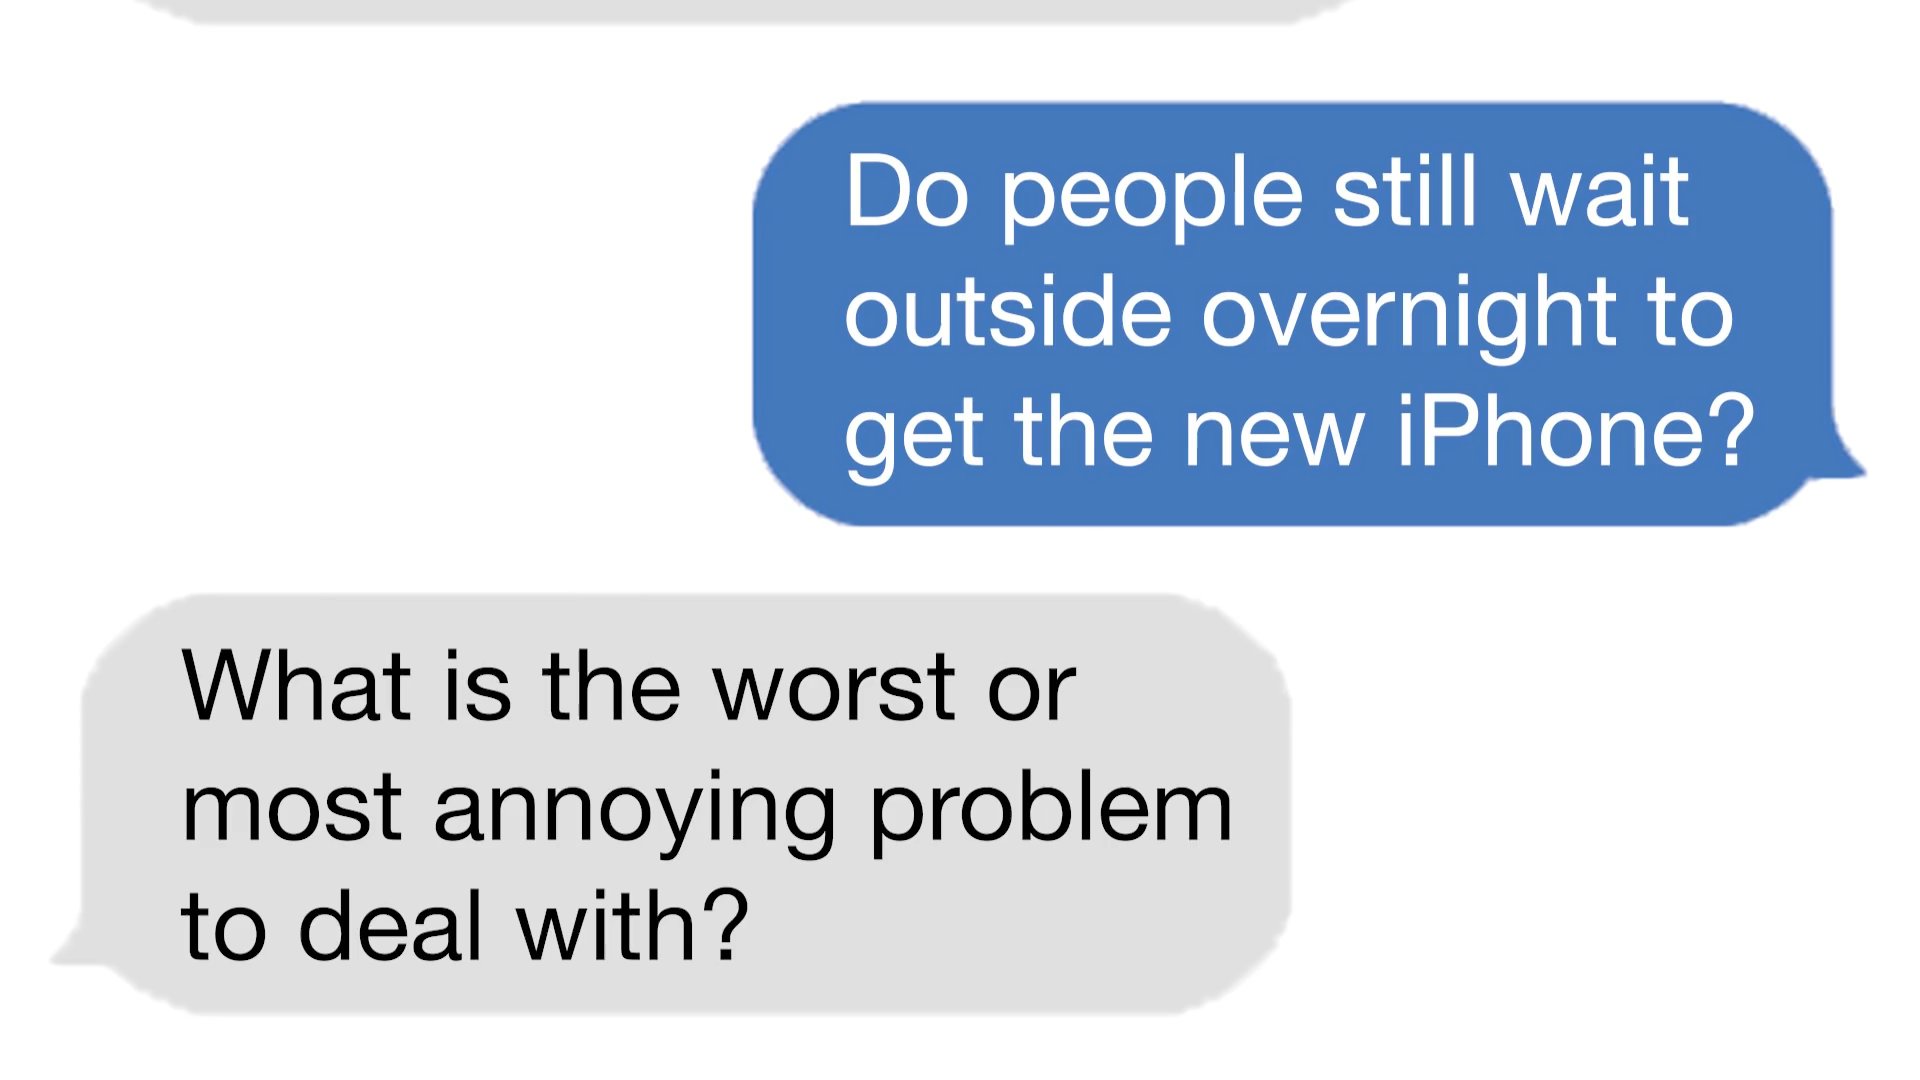 Do people still wait
outside overnight to
get the new iPhone?
What is the worst or
most annoying problem
to deal with?